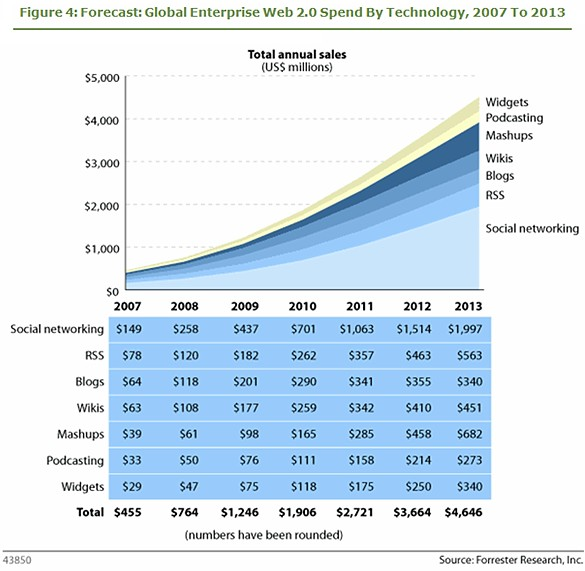 Figure 4: Forecast: Global Enterprise Web 2.0 Spend By Technology, 2007 To 2013
Total annual sales
(US$ millions)
$5,000
$4,000
$3,000
$2,000
$1,000
$0
Widgets
Podcasting
Mashups
Wikis
Blogs
RSS
Social networking
2007 2008 2009 2010 2011 2012 2013
Social networking $149 $258 $437 $701 $1,063 $1,514 $1,997
RSS $78 $120 $182 $262 $357 $463 $563
Blogs $64 $118 $201 $290 $341 $355 $340
Wikis $63 $108 $177 $259 $342 $410 $451
Mashups $39 $61 $98 $165 $285 $458 $682
Podcasting $33 $50 $76 $111 $158 $214 $273
Widgets $29 $47 $75 $118 $175 $250 $340
Total $455 $764 $1,246 $1,906 $2,721 $3,664 $4,646
(numbers have been rounded)
43850
Source: Forrester Research, Inc.